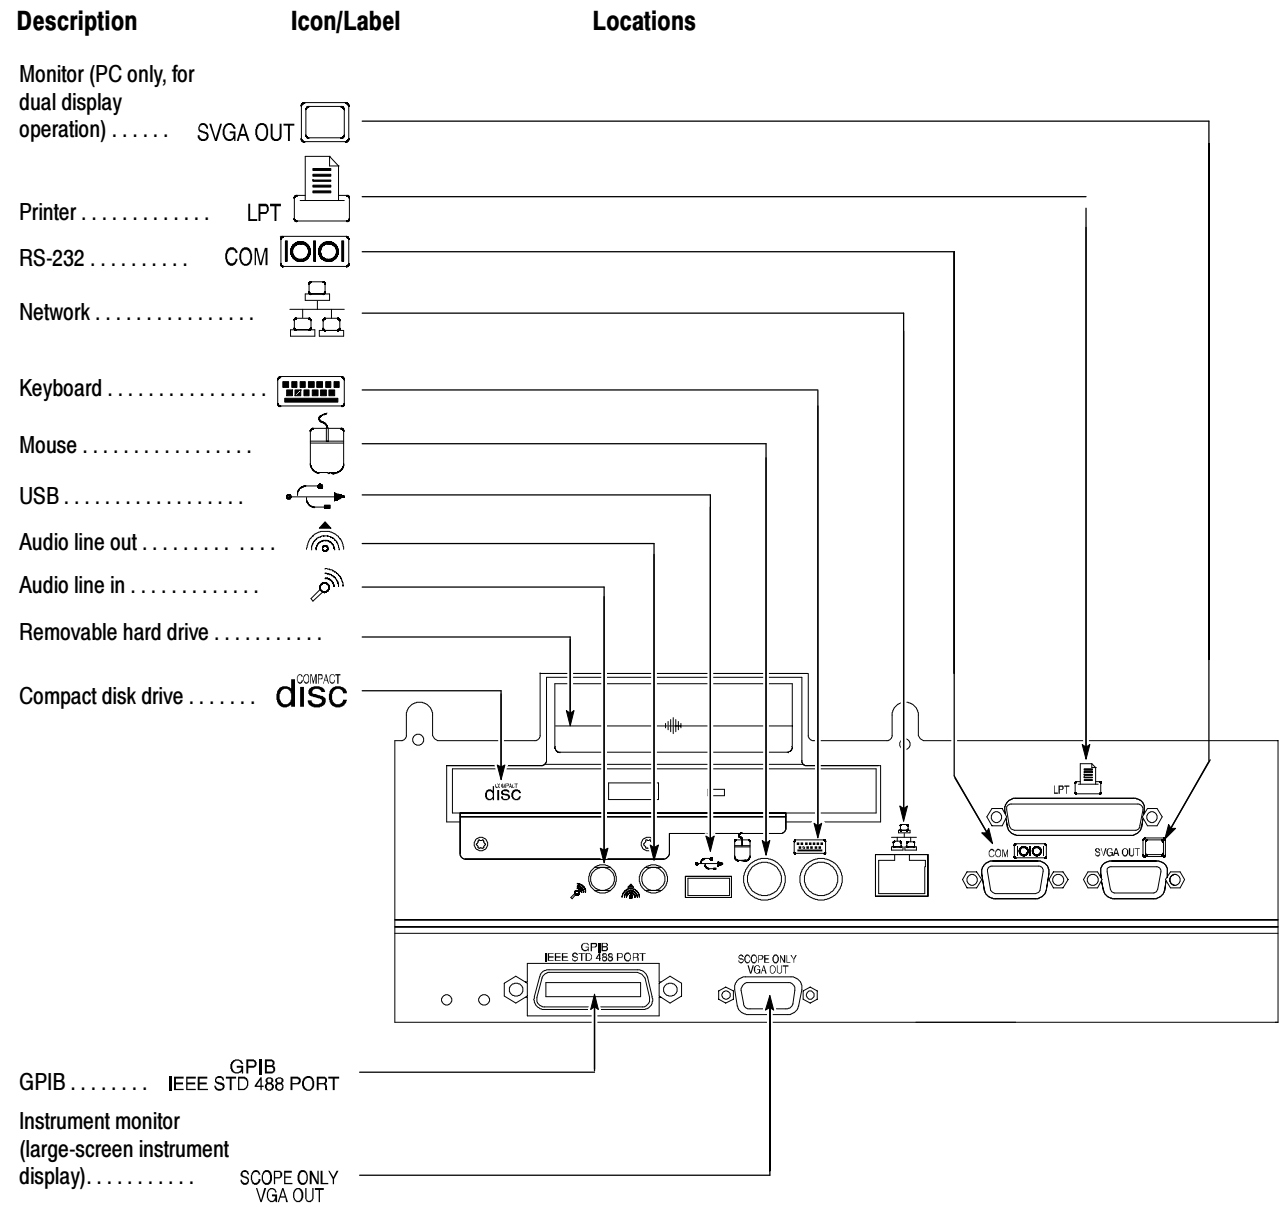 Description Icon/Label Locations
Monitor (PC only, for
dual display
operation) . . . . . . SVGA OUT
Printer . . . . . . . . . . . . . LPT
RS-232 . . . . . . . . . . COM IOIOI
Network . . . . . . . . . . . . . . . .
Keyboard . . . . . . . . . . . . . . . .
Mouse . . . . . . . . . . . . . . . . .
USB . . . . . . . . . . . . . . . . . .
Audio line out . . . . . . . . . . . . .
Audio line in . . . . . . . . . . . . .
Removable hard drive . . . . . . . . . . .
Compact disk drive . . . . . . . COMPACT disc
COMPACT
disc
LPT
COM IOIOI
SVGA OUT
GPIB
IEEE STD 488 PORT
SCOPE ONLY
VGA OUT
GPIB . . . . . . . . GPIB
IEEE STD 488 PORT
Instrument monitor
(large-screen instrument
display). . . . . . . . . . . SCOPE ONLY
VGA OUT